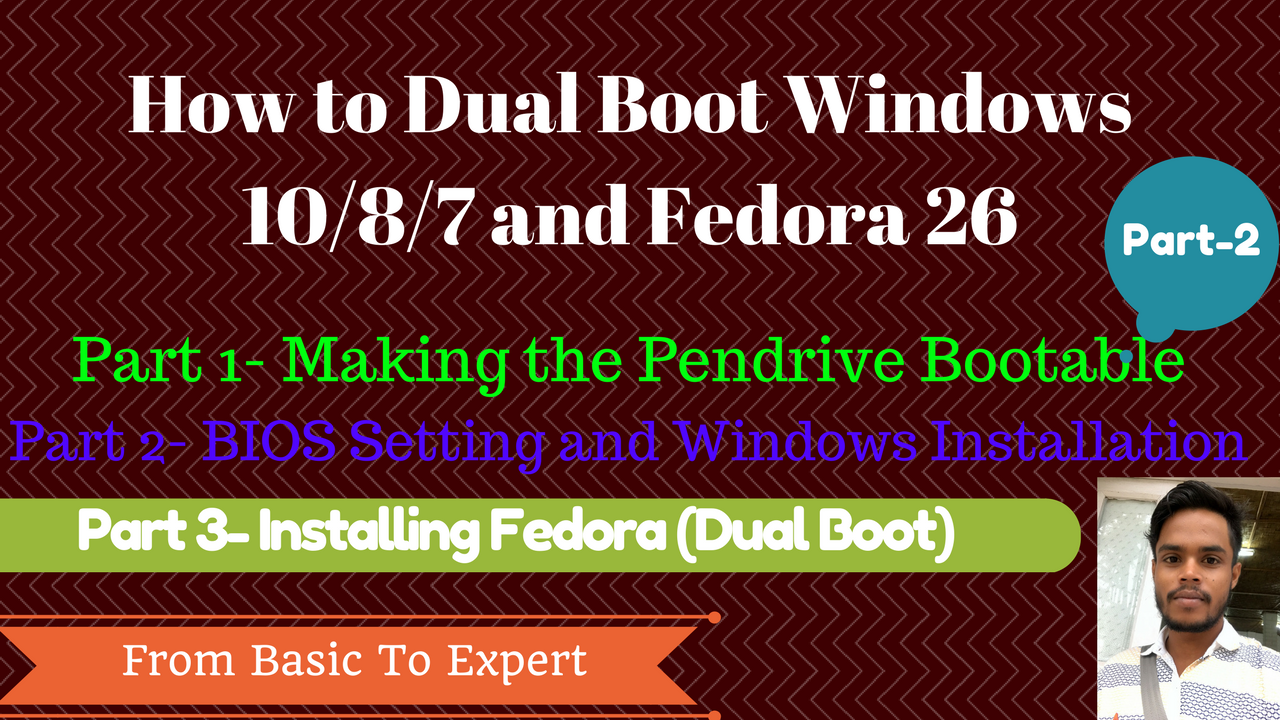 How to Dual Boot Windows
10/8/7 and Fedora 26
Part-2
Part 1- Making the Pendrive Bootable
Part 2- BIOS Setting and Windows Installation
Part 3- Installing Fedora (Dual Boot)
From Basic To Expert